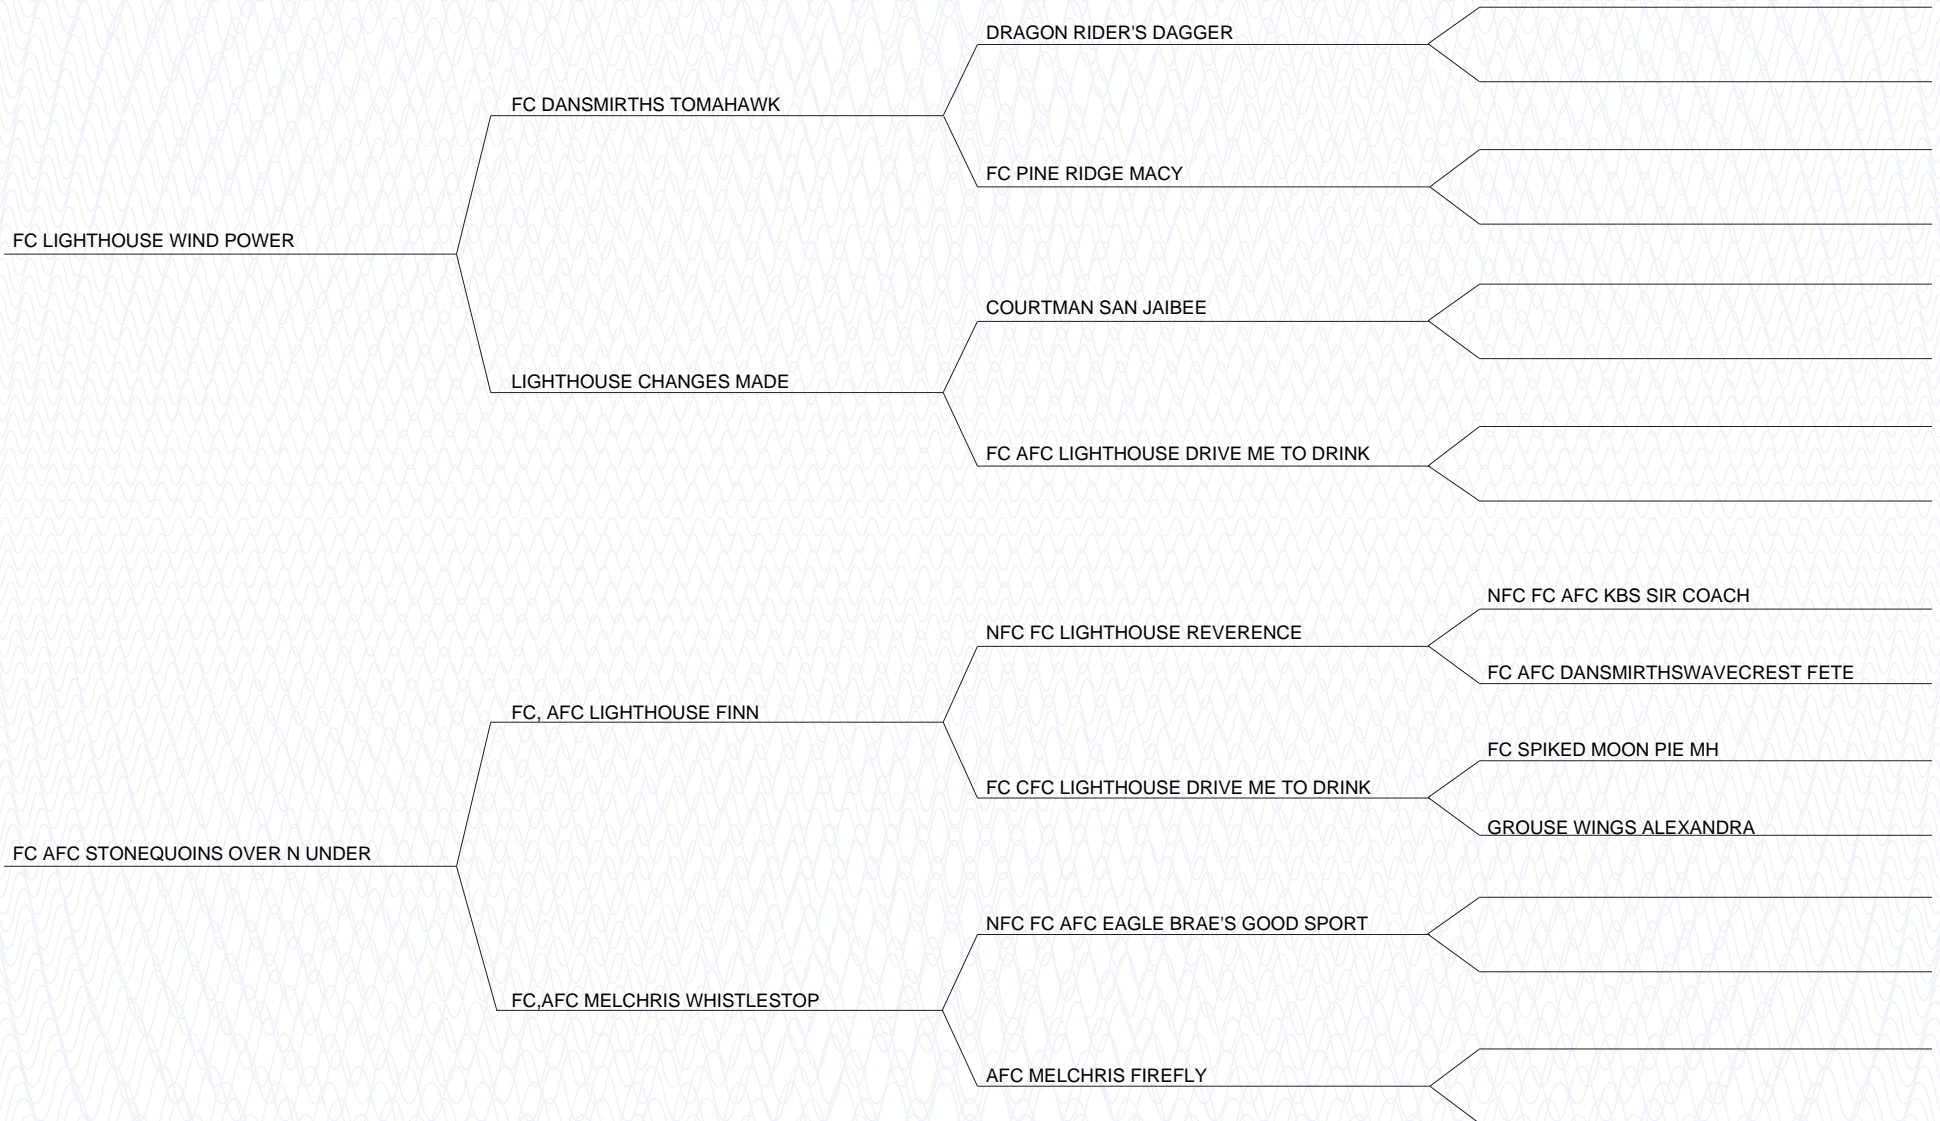 DRAGON RIDER'S DAGGER
FC DANSMIRTHS TOMAHAWK
FC PINE RIDGE MACY
FC LIGHTHOUSE WIND POWER
COURTMAN SAN JAIBEE
LIGHTHOUSE CHANGES MADE
FC AFC LIGHTHOUSE DRIVE ME TO DRINK
NFC FC AFC KBS SIR COACH
NFC FC LIGHTHOUSE REVERENCE
FC AFC DANSMIRTHSWAVECREST FETE
FC, AFC LIGHTHOUSE FINN
FC SPIKED MOON PIE MH
FC CFC LIGHTHOUSE DRIVE ME TO DRINK
GROUSE WINGS ALEXANDRA
FC AFC STONEQUOINS OVER N UNDER
NFC FC AFC EAGLE BRAE'S GOOD SPORT
FC,AFC MELCHRIS WHISTLESTOP
AFC MELCHRIS FIREFLY